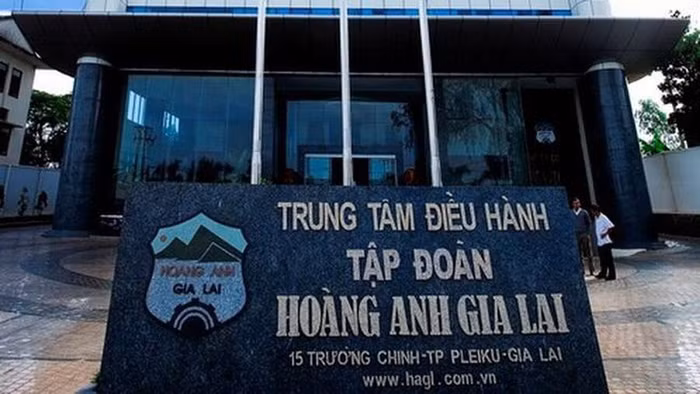 HOÀNG ANH
GIA LAI
TRUNG TÂM ĐIỀU HÀNH
TẬP ĐOÀN
HOÀNG ANH GIA LAI
15 TRƯỜNG CHINH-TP PLEIKU-GIA LAI
www.hagl.com.vn